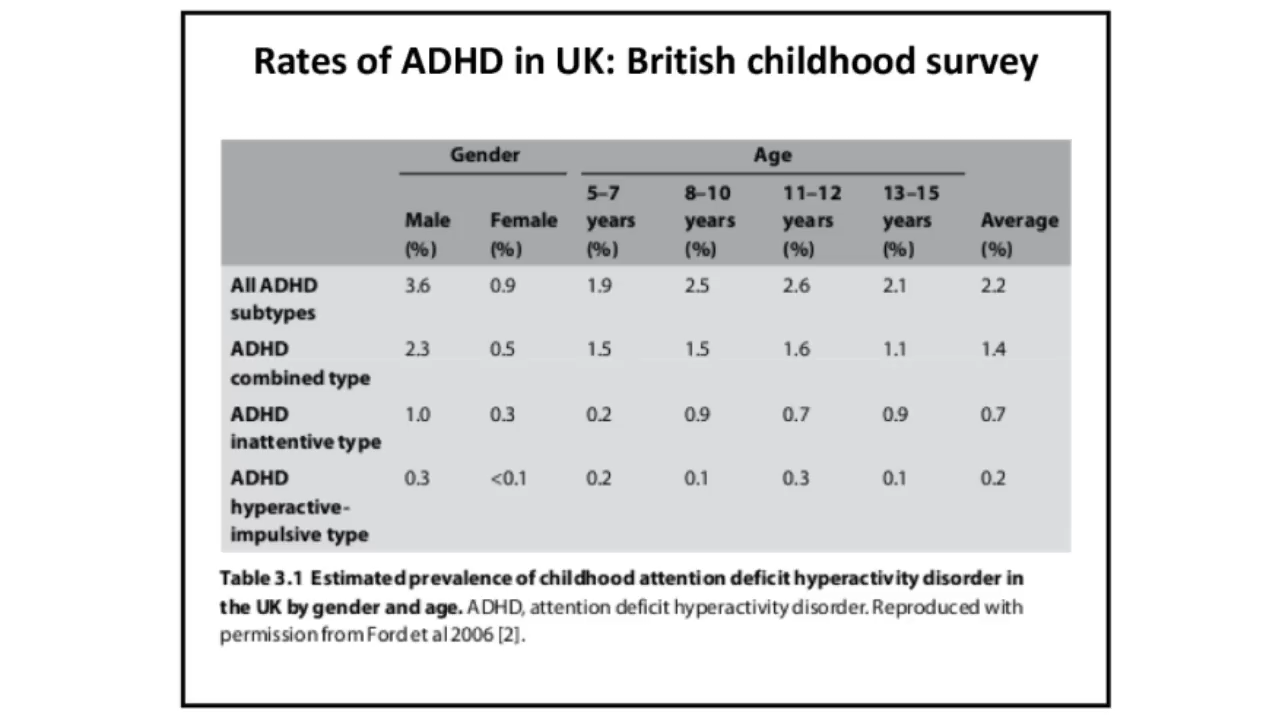 Rates of ADHD in UK: British childhood survey
Gender Age
5–7 8–10 11–12 13–15
Male Female years years years years Average
(%) (%) (%) (%) (%) (%) (%)
All ADHD 3.6 0.9 1.9 2.5 2.6 2.1 2.2
subtypes
ADHD 2.3 0.5 1.5 1.5 1.6 1.1 1.4
combined type
ADHD 1.0 0.3 0.2 0.9 0.7 0.9 0.7
inattentive type
ADHD 0.3 <0.1 0.2 0.1 0.3 0.1 0.2
hyperactive-
impulsive type
Table 3.1 Estimated prevalence of childhood attention deficit hyperactivity disorder in
the UK by gender and age. ADHD, attention deficit hyperactivity disorder. Reproduced with
permission from Ford et al 2006 [2].